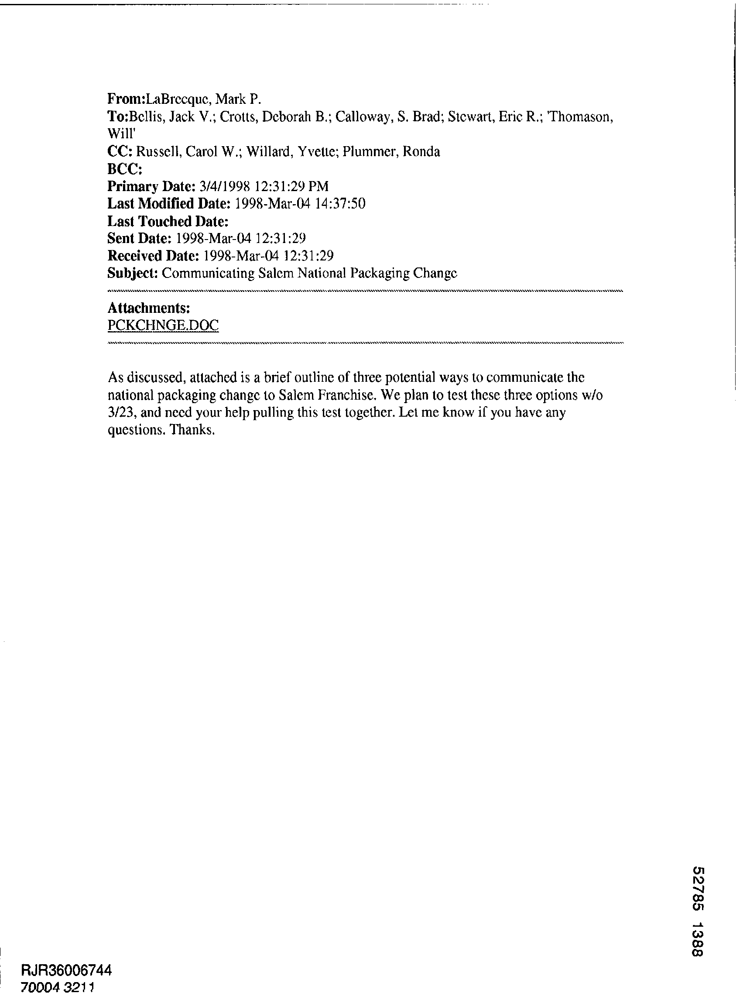 From:LaBrecque, Mark P.
To:Bellis, Jack V.; Crotts, Deborah B.; Calloway, S. Brad; Stewart, Eric R.; 'Thomason,
Will'
CC: Russell, Carol W.; Willard, Yvette; Plummer, Ronda
BCC:
Primary Date: 3/4/1998 12:31:29 PM
Last Modified Date: 1998-Mar-04 14:37:50
Last Touched Date:
Sent Date: 1998-Mar-04 12:31:29
Received Date: 1998-Mar-04 12:31:29
Subject: Communicating Salem National Packaging Change
Attachments:
PCKCHNGE.DOC
As discussed, attached is a brief outline of three potential ways to communicate the
national packaging change to Salem Franchise. We plan to test these three options w/o
3/23, and need your help pulling this test together. Let me know if you have any
questions. Thanks.
52785 1388
RJR36006744
70004 3211